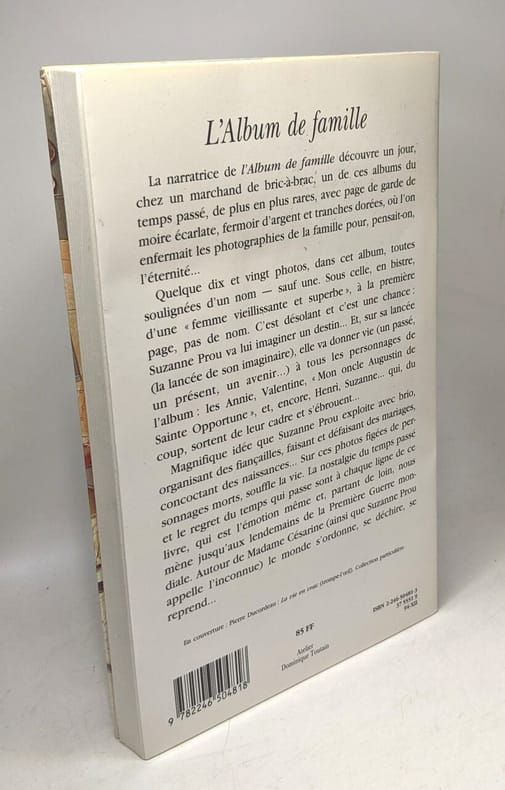 L'Album de famille
La narratrice de l'Album de famille découvre un jour,
chez un marchand de bric-à-brac, un de ces albums du
temps passé, de plus en plus rares, avec page de garde de
moire écarlate, fermoir d'argent et tranches dorées, où l'on
enfermait les photographies de la famille pour, pensait-on,
l'éternité...
Quelque dix et vingt photos, dans cet album, toutes
soulignées d'un nom — sauf une. Sous celle, en bistre,
d'une « femme vieillissante et superbe », à la première
page, pas de nom. C'est désolant et c'est une chance :
Suzanne Prou va lui imaginer un destin... Et, sur sa lancée
(la lancée de son imaginaire), elle va donner vie (un passé,
un présent, un avenir...) à tous les personnages de
l'album : les Annie, Valentine, « Mon oncle Augustin de
Sainte Opportune », et, encore, Henri, Suzanne... qui, du
coup, sortent de leur cadre et s'ébrouent...
Magnifique idée que Suzanne Prou exploite avec brio,
organisant des fiançailles, faisant et défaisant des mariages,
concoctant des naissances... Sur ces photos figées de per-
sonnages morts, souffle la vie. La nostalgie du temps passé
et le regret du temps qui passe sont à chaque ligne de ce
livre, qui est l'émotion même et, partant de loin, nous
mène jusqu'aux lendemains de la Première Guerre mon-
diale. Autour de Madame Césarine (ainsi que Suzanne Prou
appelle l'inconnue) le monde s'ordonne, se déchire, se
reprend...
En couverture : Pierre Ducordeau : La vie en vrac (trompe-l'œil). Collection particulière.
85 FF
Atelier
Dominique Toutain
ISBN 2-246-50481-3
94-XII
9 782246 504818